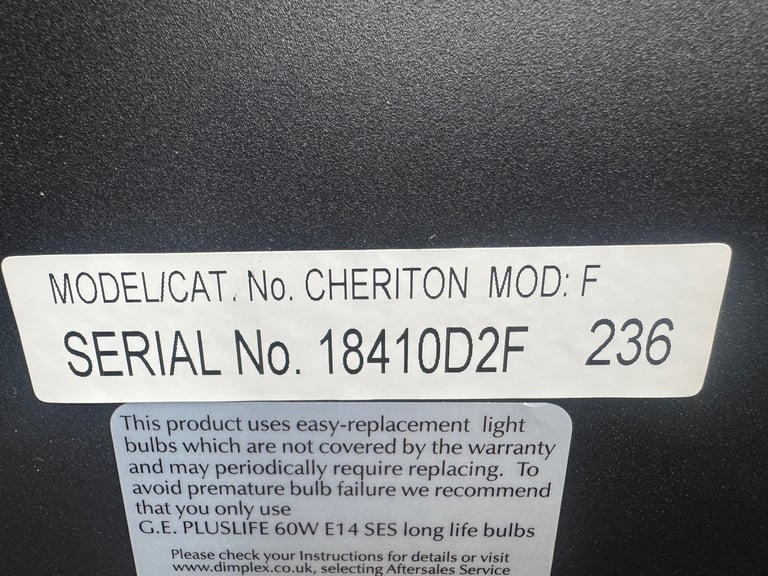 MODEL/CAT. No. CHERITON MOD: F
SERIAL No. 18410D2F 236
This product uses easy-replacement light
bulbs which are not covered by the warranty
and may periodically require replacing. To
avoid premature bulb failure we recommend
that you only use
G.E. PLUSLIFE 60W E14 SES long life bulbs
Please check your Instructions for details or visit
www.dimplex.co.uk, selecting Aftersales Service